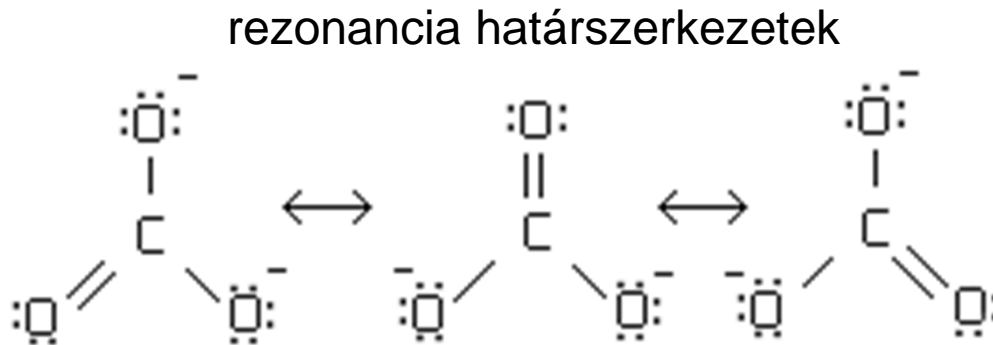 rezonancia határszerkezetek
O⁻ O O⁻
C C C
O O⁻ ⁻O O⁻ ⁻O O